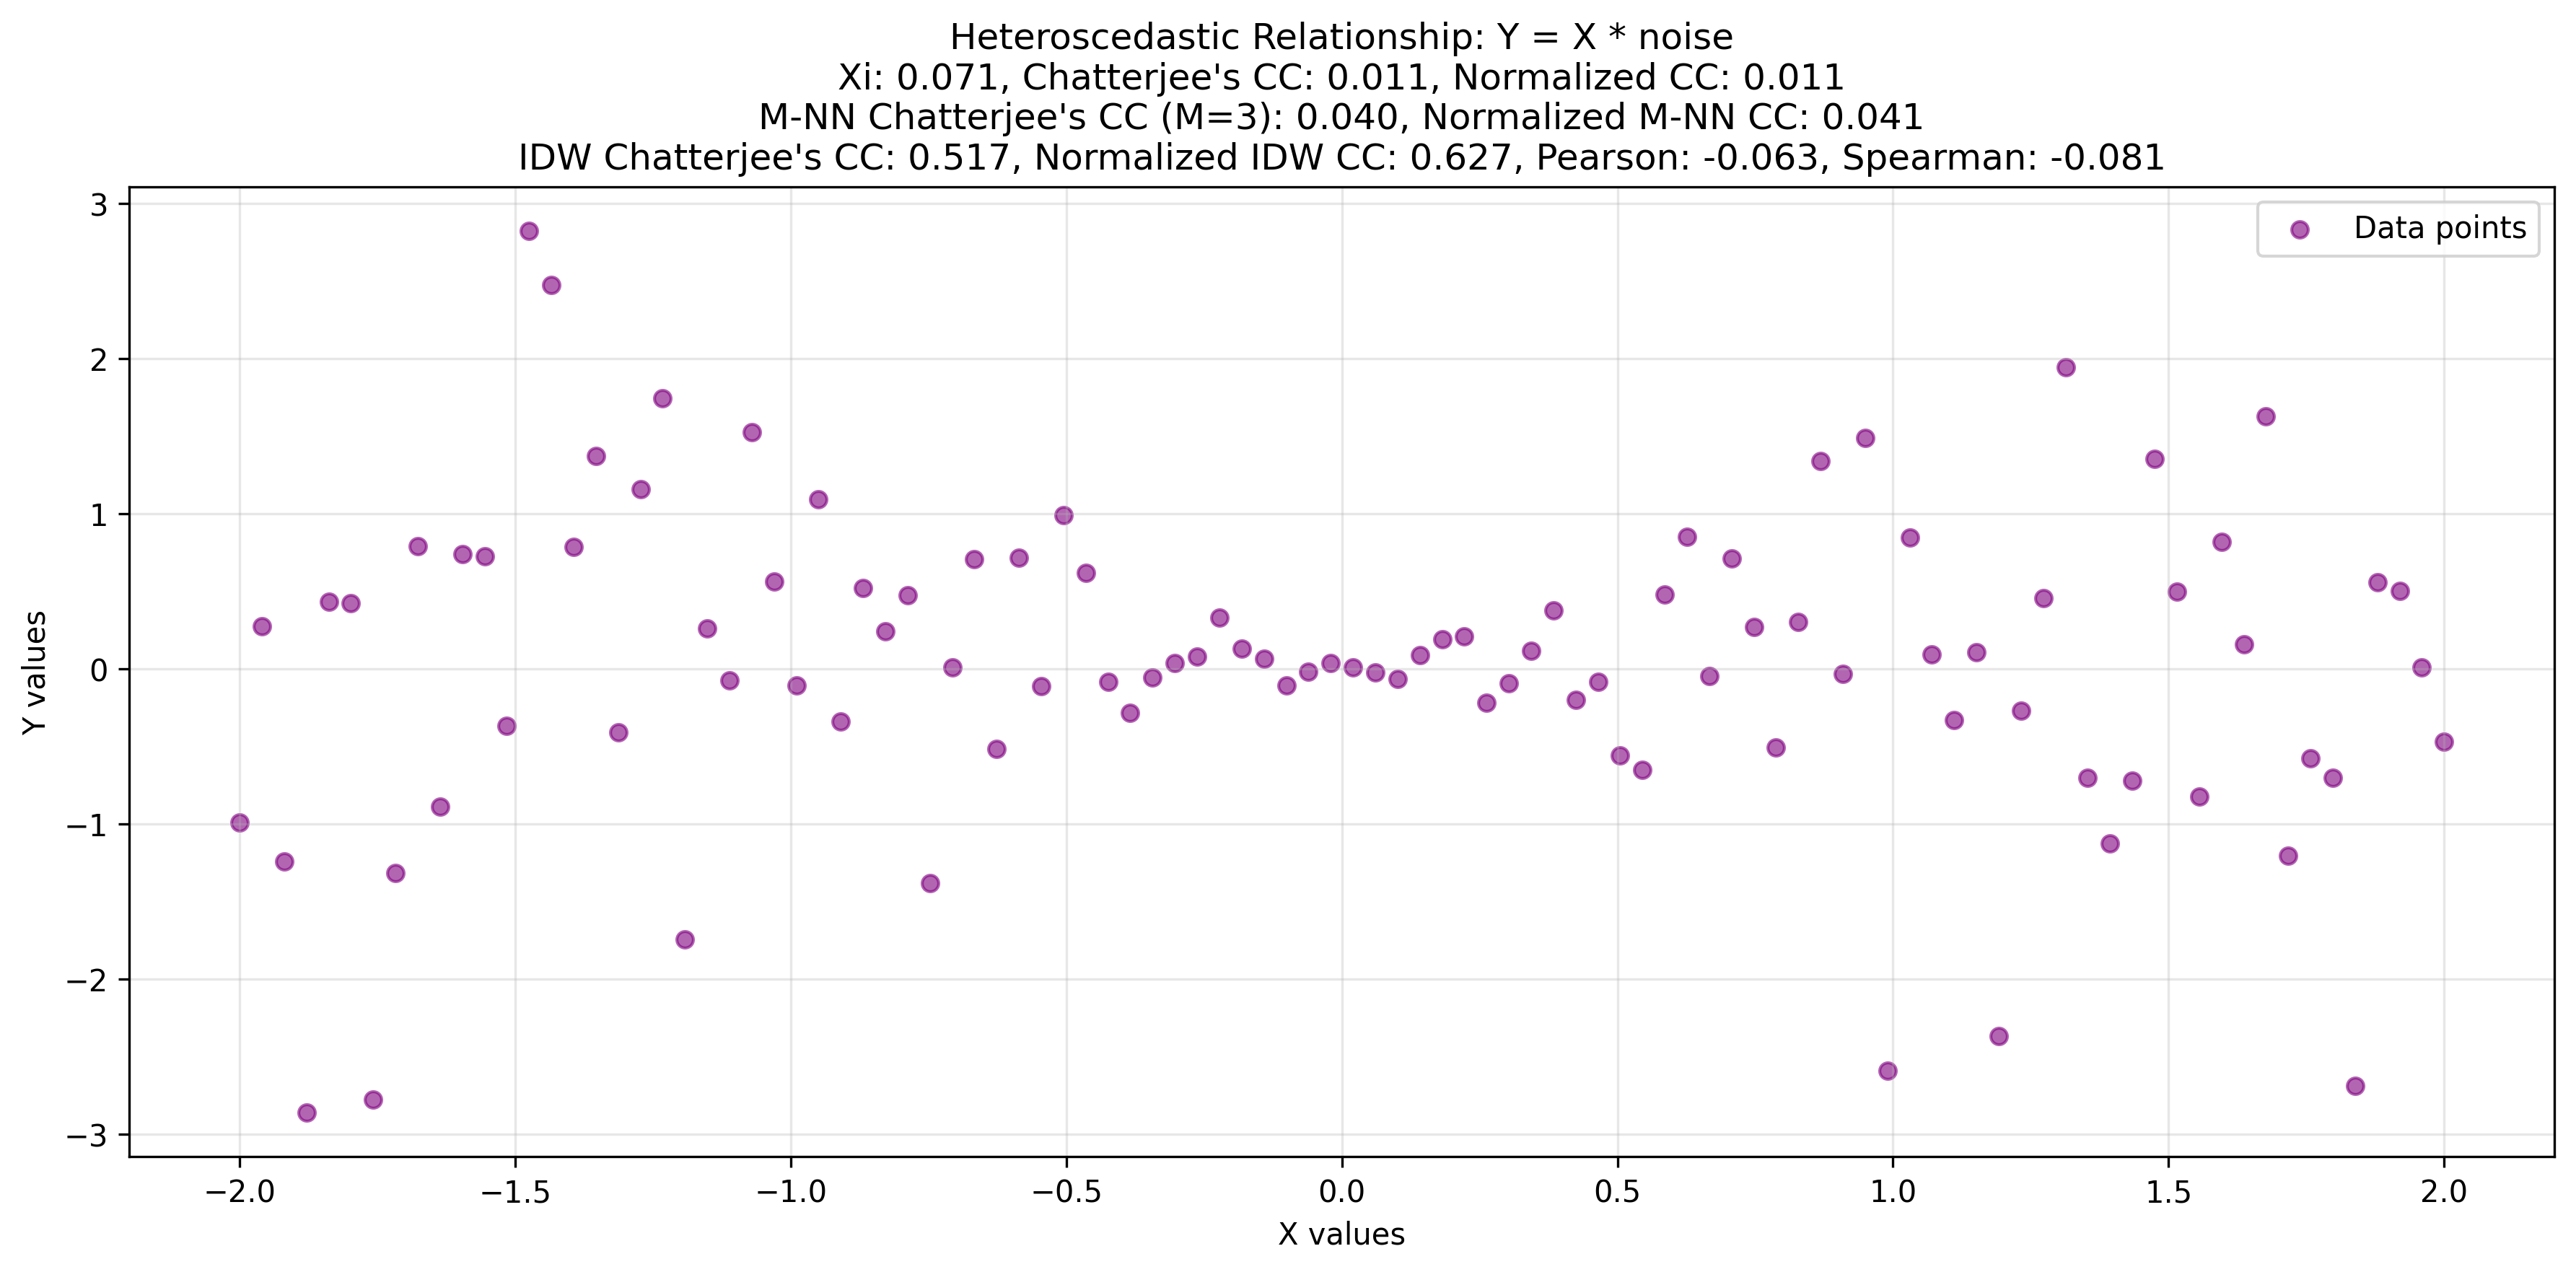 Heteroscedastic Relationship: Y = X * noise
Xi: 0.071, Chatterjee's CC: 0.011, Normalized CC: 0.011
M-NN Chatterjee's CC (M=3): 0.040, Normalized M-NN CC: 0.041
IDW Chatterjee's CC: 0.517, Normalized IDW CC: 0.627, Pearson: -0.063, Spearman: -0.081
Data points
3
2
1
0
−1
−2
−3
Y values
−2.0 −1.5 −1.0 −0.5 0.0 0.5 1.0 1.5 2.0
X values